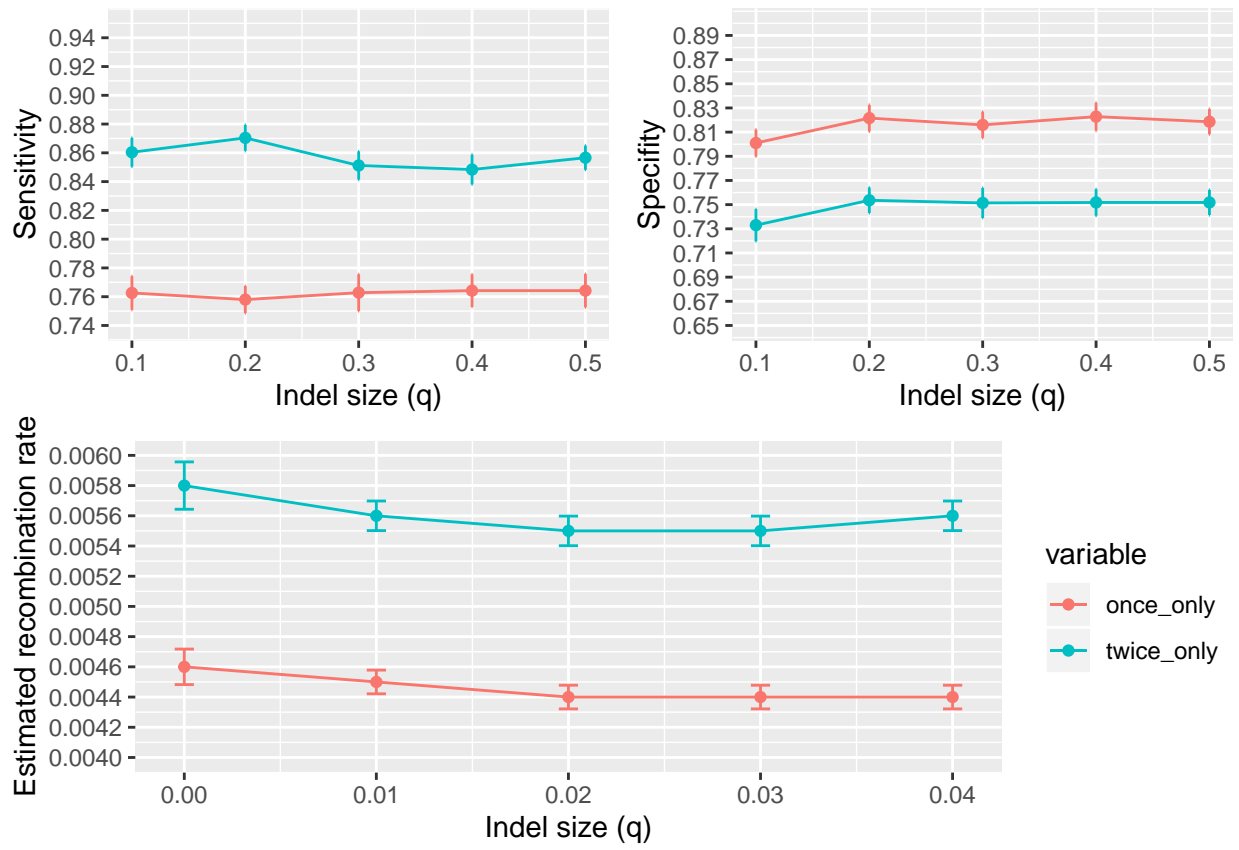 Sensitivity
0.94
0.92
0.90
0.88
0.86
0.84
0.82
0.80
0.78
0.76
0.74
0.1 0.2 0.3 0.4 0.5
Indel size (q)
Specifity
0.89
0.87
0.85
0.83
0.81
0.79
0.77
0.75
0.73
0.71
0.69
0.67
0.65
0.1 0.2 0.3 0.4 0.5
Indel size (q)
Estimated recombination rate
0.0060
0.0058
0.0056
0.0054
0.0052
0.0050
0.0048
0.0046
0.0044
0.0042
0.0040
0.00 0.01 0.02 0.03 0.04
Indel size (q)
variable
once_only
twice_only